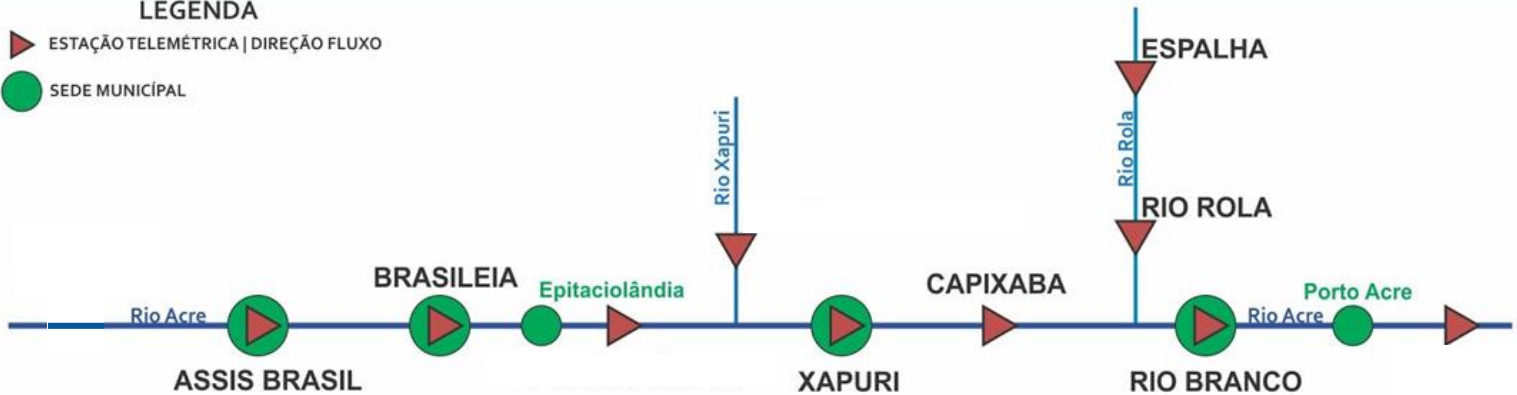 LEGENDA
ESTAÇÃO TELEMÉTRICA | DIREÇÃO FLUXO
SEDE MUNICÍPAL
ESPALHA
Rio Xapuri
Rio Rola
RIO ROLA
BRASILEIA
Epitaciolândia
CAPIXABA
Porto Acre
Rio Acre
Rio Acre
ASSIS BRASIL
XAPURI
RIO BRANCO